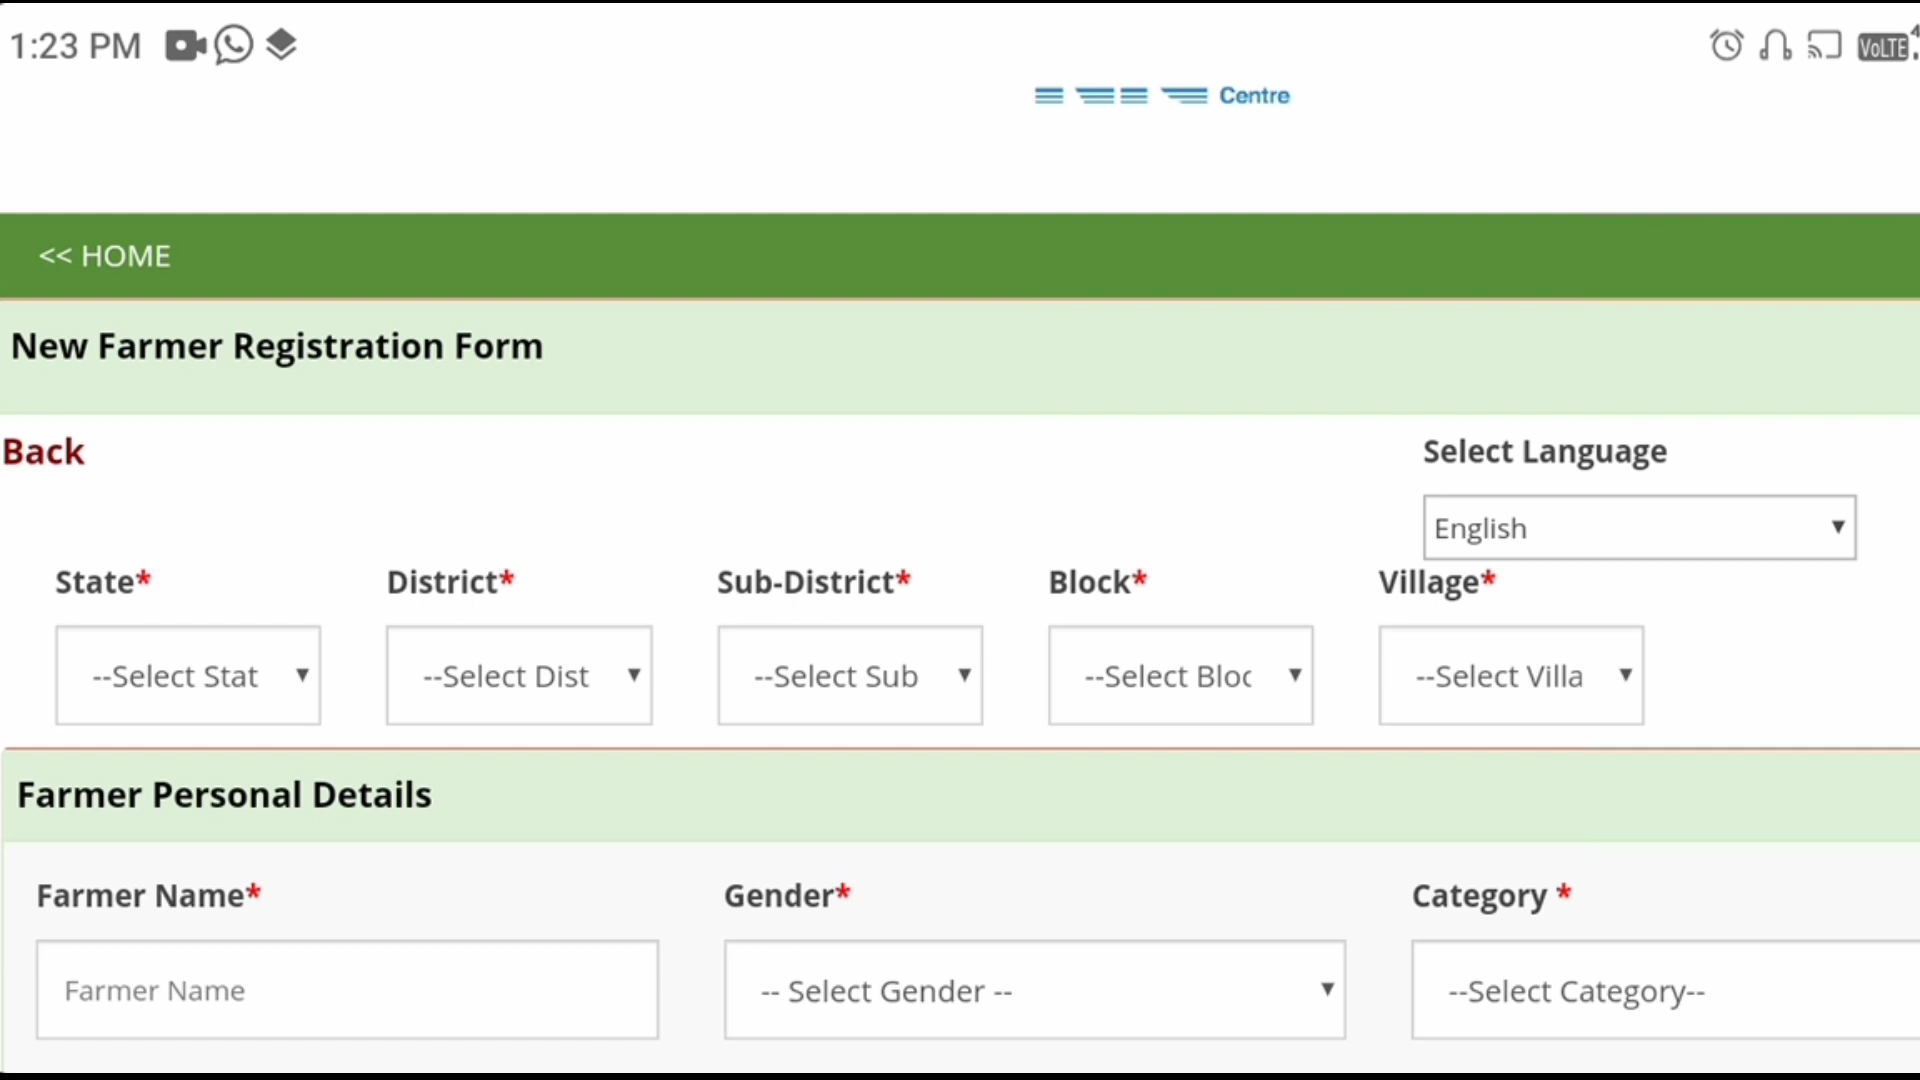 1:23 PM VoLTE 4
Centre
<< HOME
New Farmer Registration Form
Back
Select Language
English
State* District* Sub-District* Block* Village*
--Select Stat --Select Dist --Select Sub --Select Bloc --Select Villa
Farmer Personal Details
Farmer Name* Gender* Category *
Farmer Name -- Select Gender -- --Select Category--